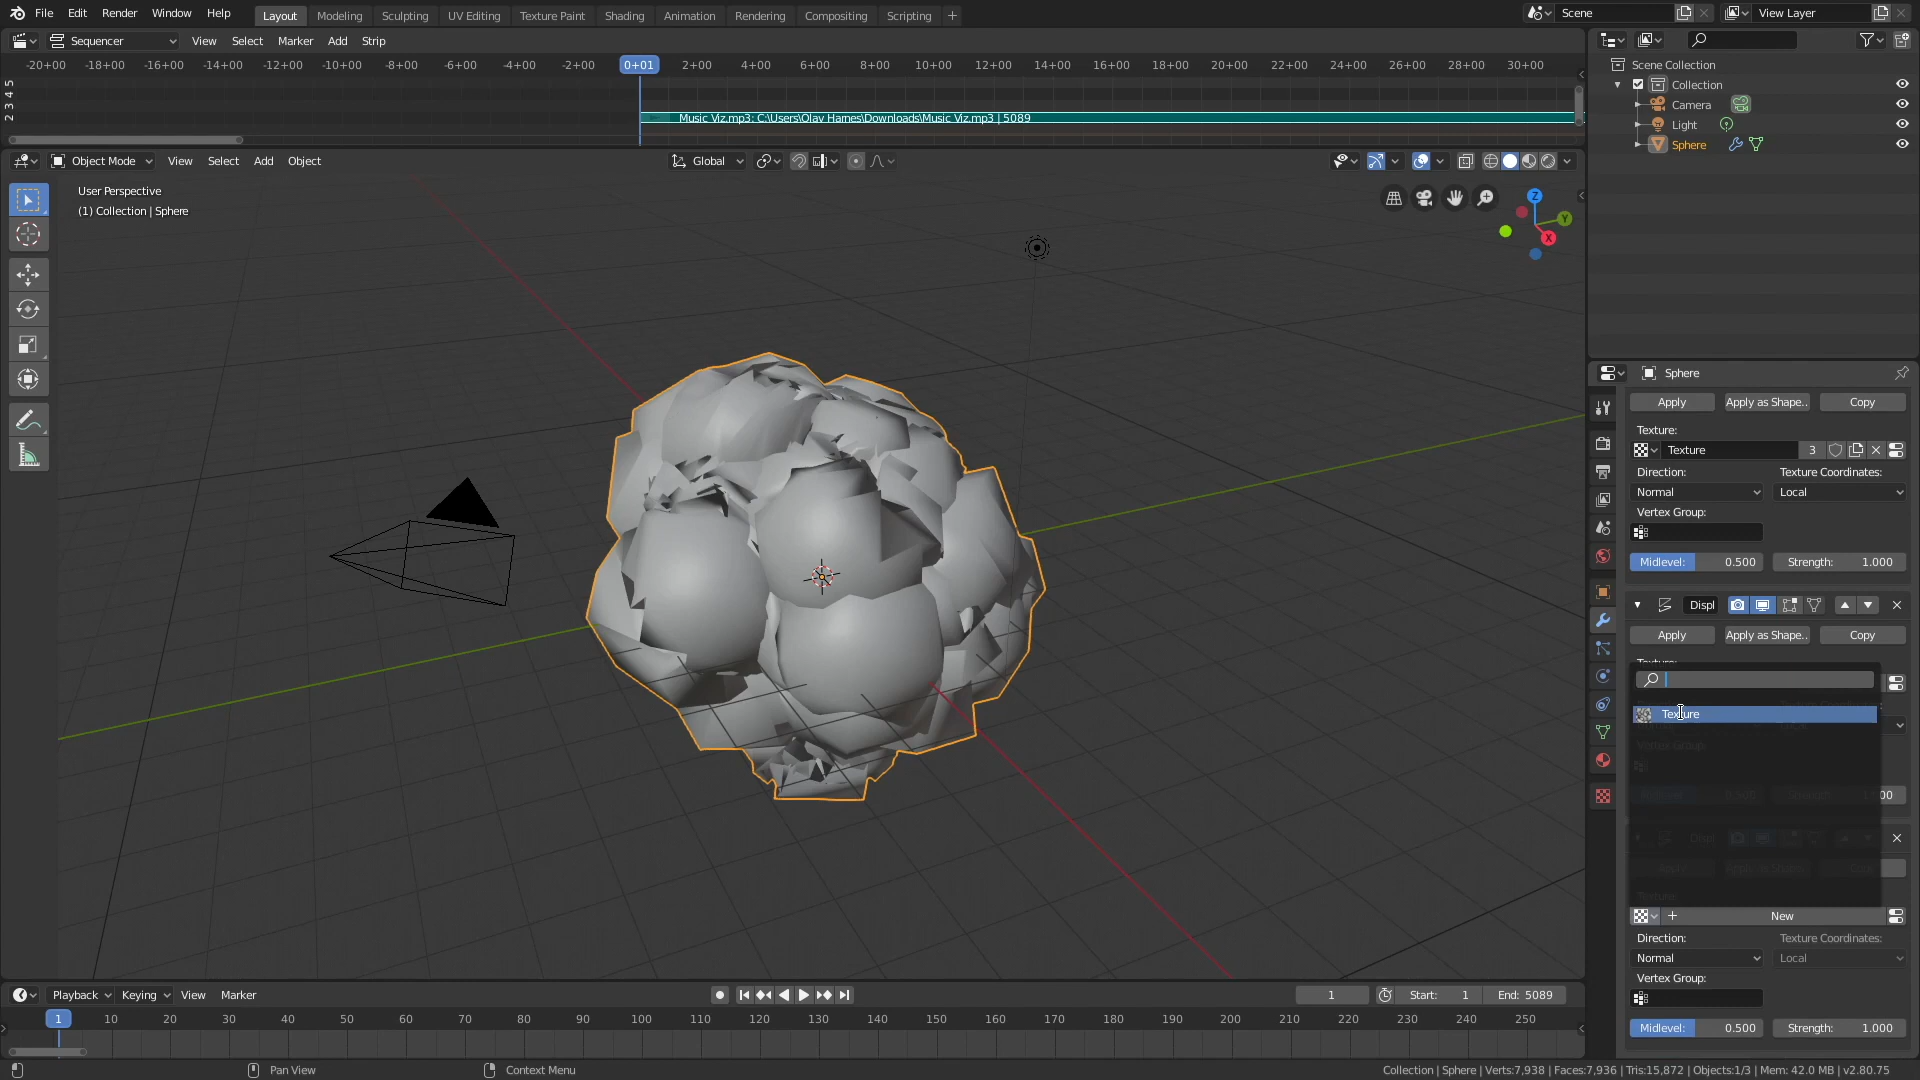 File Edit Render Window Help Layout Modeling Sculpting UV Editing Texture Paint Shading Animation Rendering Compositing Scripting + Scene View Layer
Sequencer View Select Marker Add Strip
-20+00 -18+00 -16+00 -14+00 -12+00 -10+00 -8+00 -6+00 -4+00 -2+00 0+01 2+00 4+00 6+00 8+00 10+00 12+00 14+00 16+00 18+00 20+00 22+00 24+00 26+00 28+00 30+00
2 3 4 5
Music Viz.mp3: C:\Users\Olav Harnes\Downloads\Music Viz.mp3 | 5089
Scene Collection
Collection
Camera
Light
Sphere
Object Mode View Select Add Object Global
User Perspective
(1) Collection | Sphere
Z
Y
X
Sphere
Apply Apply as Shape.. Copy
Texture:
Texture 3
Direction: Texture Coordinates:
Normal Local
Vertex Group:
Midlevel: 0.500 Strength: 1.000
Displ
Apply Apply as Shape.. Copy
Texture
Vertex Group:
New
Direction: Texture Coordinates:
Normal Local
Vertex Group:
Midlevel: 0.500 Strength: 1.000
Playback Keying View Marker 1 Start: 1 End: 5089
1 10 20 30 40 50 60 70 80 90 100 110 120 130 140 150 160 170 180 190 200 210 220 230 240 250
Pan View Context Menu Collection | Sphere | Verts:7,938 | Faces:7,936 | Tris:15,872 | Objects:1/3 | Mem: 42.0 MB | v2.80.75